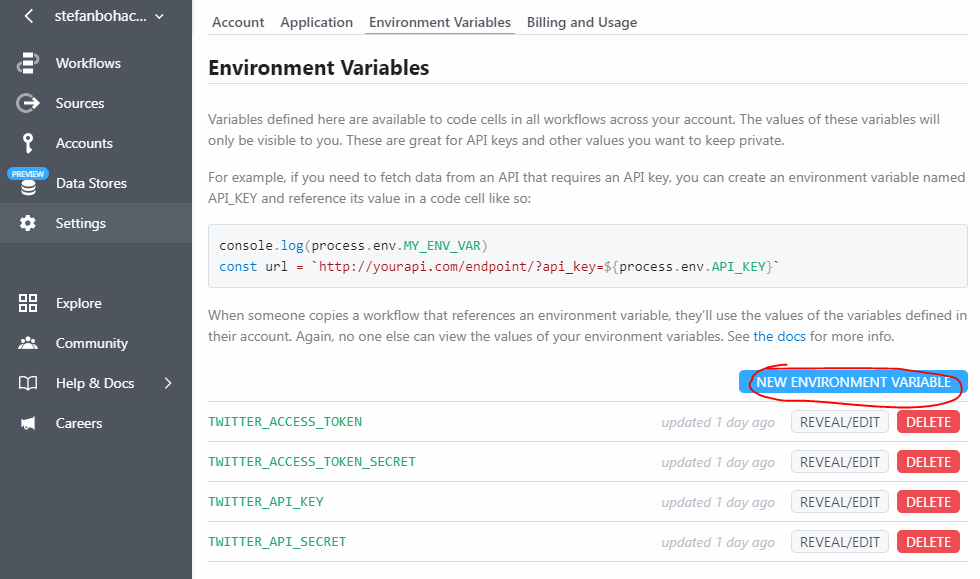 stefanbohac...
Workflows
Sources
Accounts
PREVIEW
Data Stores
Settings
Explore
Community
Help & Docs
Careers
Account Application Environment Variables Billing and Usage
Environment Variables
Variables defined here are available to code cells in all workflows across your account. The values of these variables will
only be visible to you. These are great for API keys and other values you want to keep private.
For example, if you need to fetch data from an API that requires an API key, you can create an environment variable named
API_KEY and reference its value in a code cell like so:
console.log(process.env.MY_ENV_VAR)
const url = `http://yourapi.com/endpoint/?api_key=${process.env.API_KEY}`
When someone copies a workflow that references an environment variable, they'll use the values of the variables defined in
their account. Again, no one else can view the values of your environment variables. See the docs for more info.
NEW ENVIRONMENT VARIABLE
TWITTER_ACCESS_TOKEN updated 1 day ago REVEAL/EDIT DELETE
TWITTER_ACCESS_TOKEN_SECRET updated 1 day ago REVEAL/EDIT DELETE
TWITTER_API_KEY updated 1 day ago REVEAL/EDIT DELETE
TWITTER_API_SECRET updated 1 day ago REVEAL/EDIT DELETE